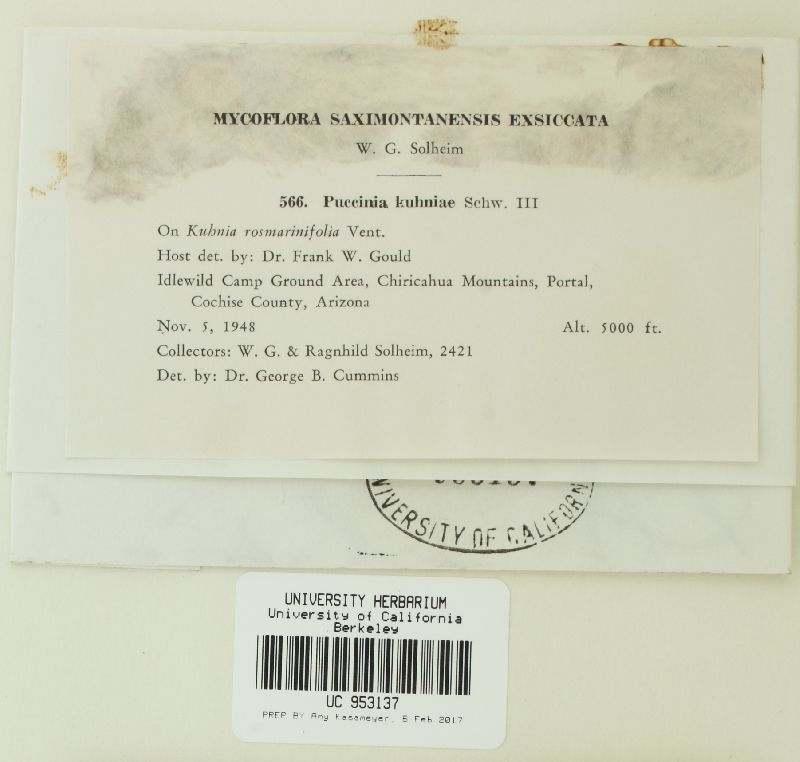 MYCOFLORA SAXIMONTANENSIS EXSICCATA
W. G. Solheim
566. Puccinia kuhniae Schw. III
On Kuhnia rosmarinifolia Vent.
Host det. by: Dr. Frank W. Gould
Idlewild Camp Ground Area, Chiricahua Mountains, Portal,
Cochise County, Arizona
Nov. 5, 1948 Alt. 5000 ft.
Collectors: W. G. & Ragnhild Solheim, 2421
Det. by: Dr. George B. Cummins
IVERSITY OF CALIFORN
UNIVERSITY HERBARIUM
University of California
Berkeley
UC 953137
PREP BY Amy Kasameyer, 6 Feb 2017